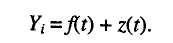 Yᵢ = f(t) + z(t).